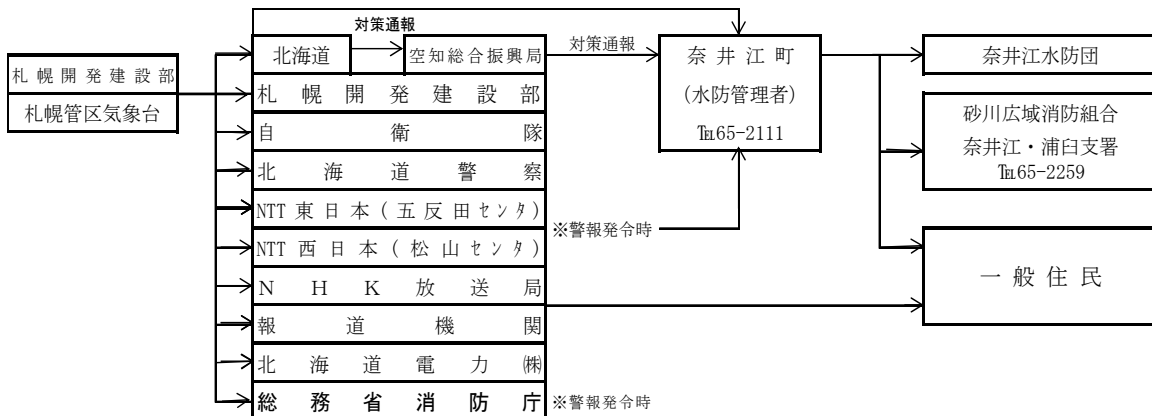 対策通報
北海道
空知総合振興局
対策通報
札幌開発建設部
札幌管区気象台
札幌開発建設部
自衛隊
北海道警察
NTT東日本(五反田センタ)
NTT西日本(松山センタ)
NHK放送局
報道機関
北海道電力㈱
総務省消防庁
※警報発令時
※警報発令時
奈井江町
(水防管理者)
℡65-2111
奈井江水防団
砂川広域消防組合
奈井江・浦臼支署
℡65-2259
一般住民